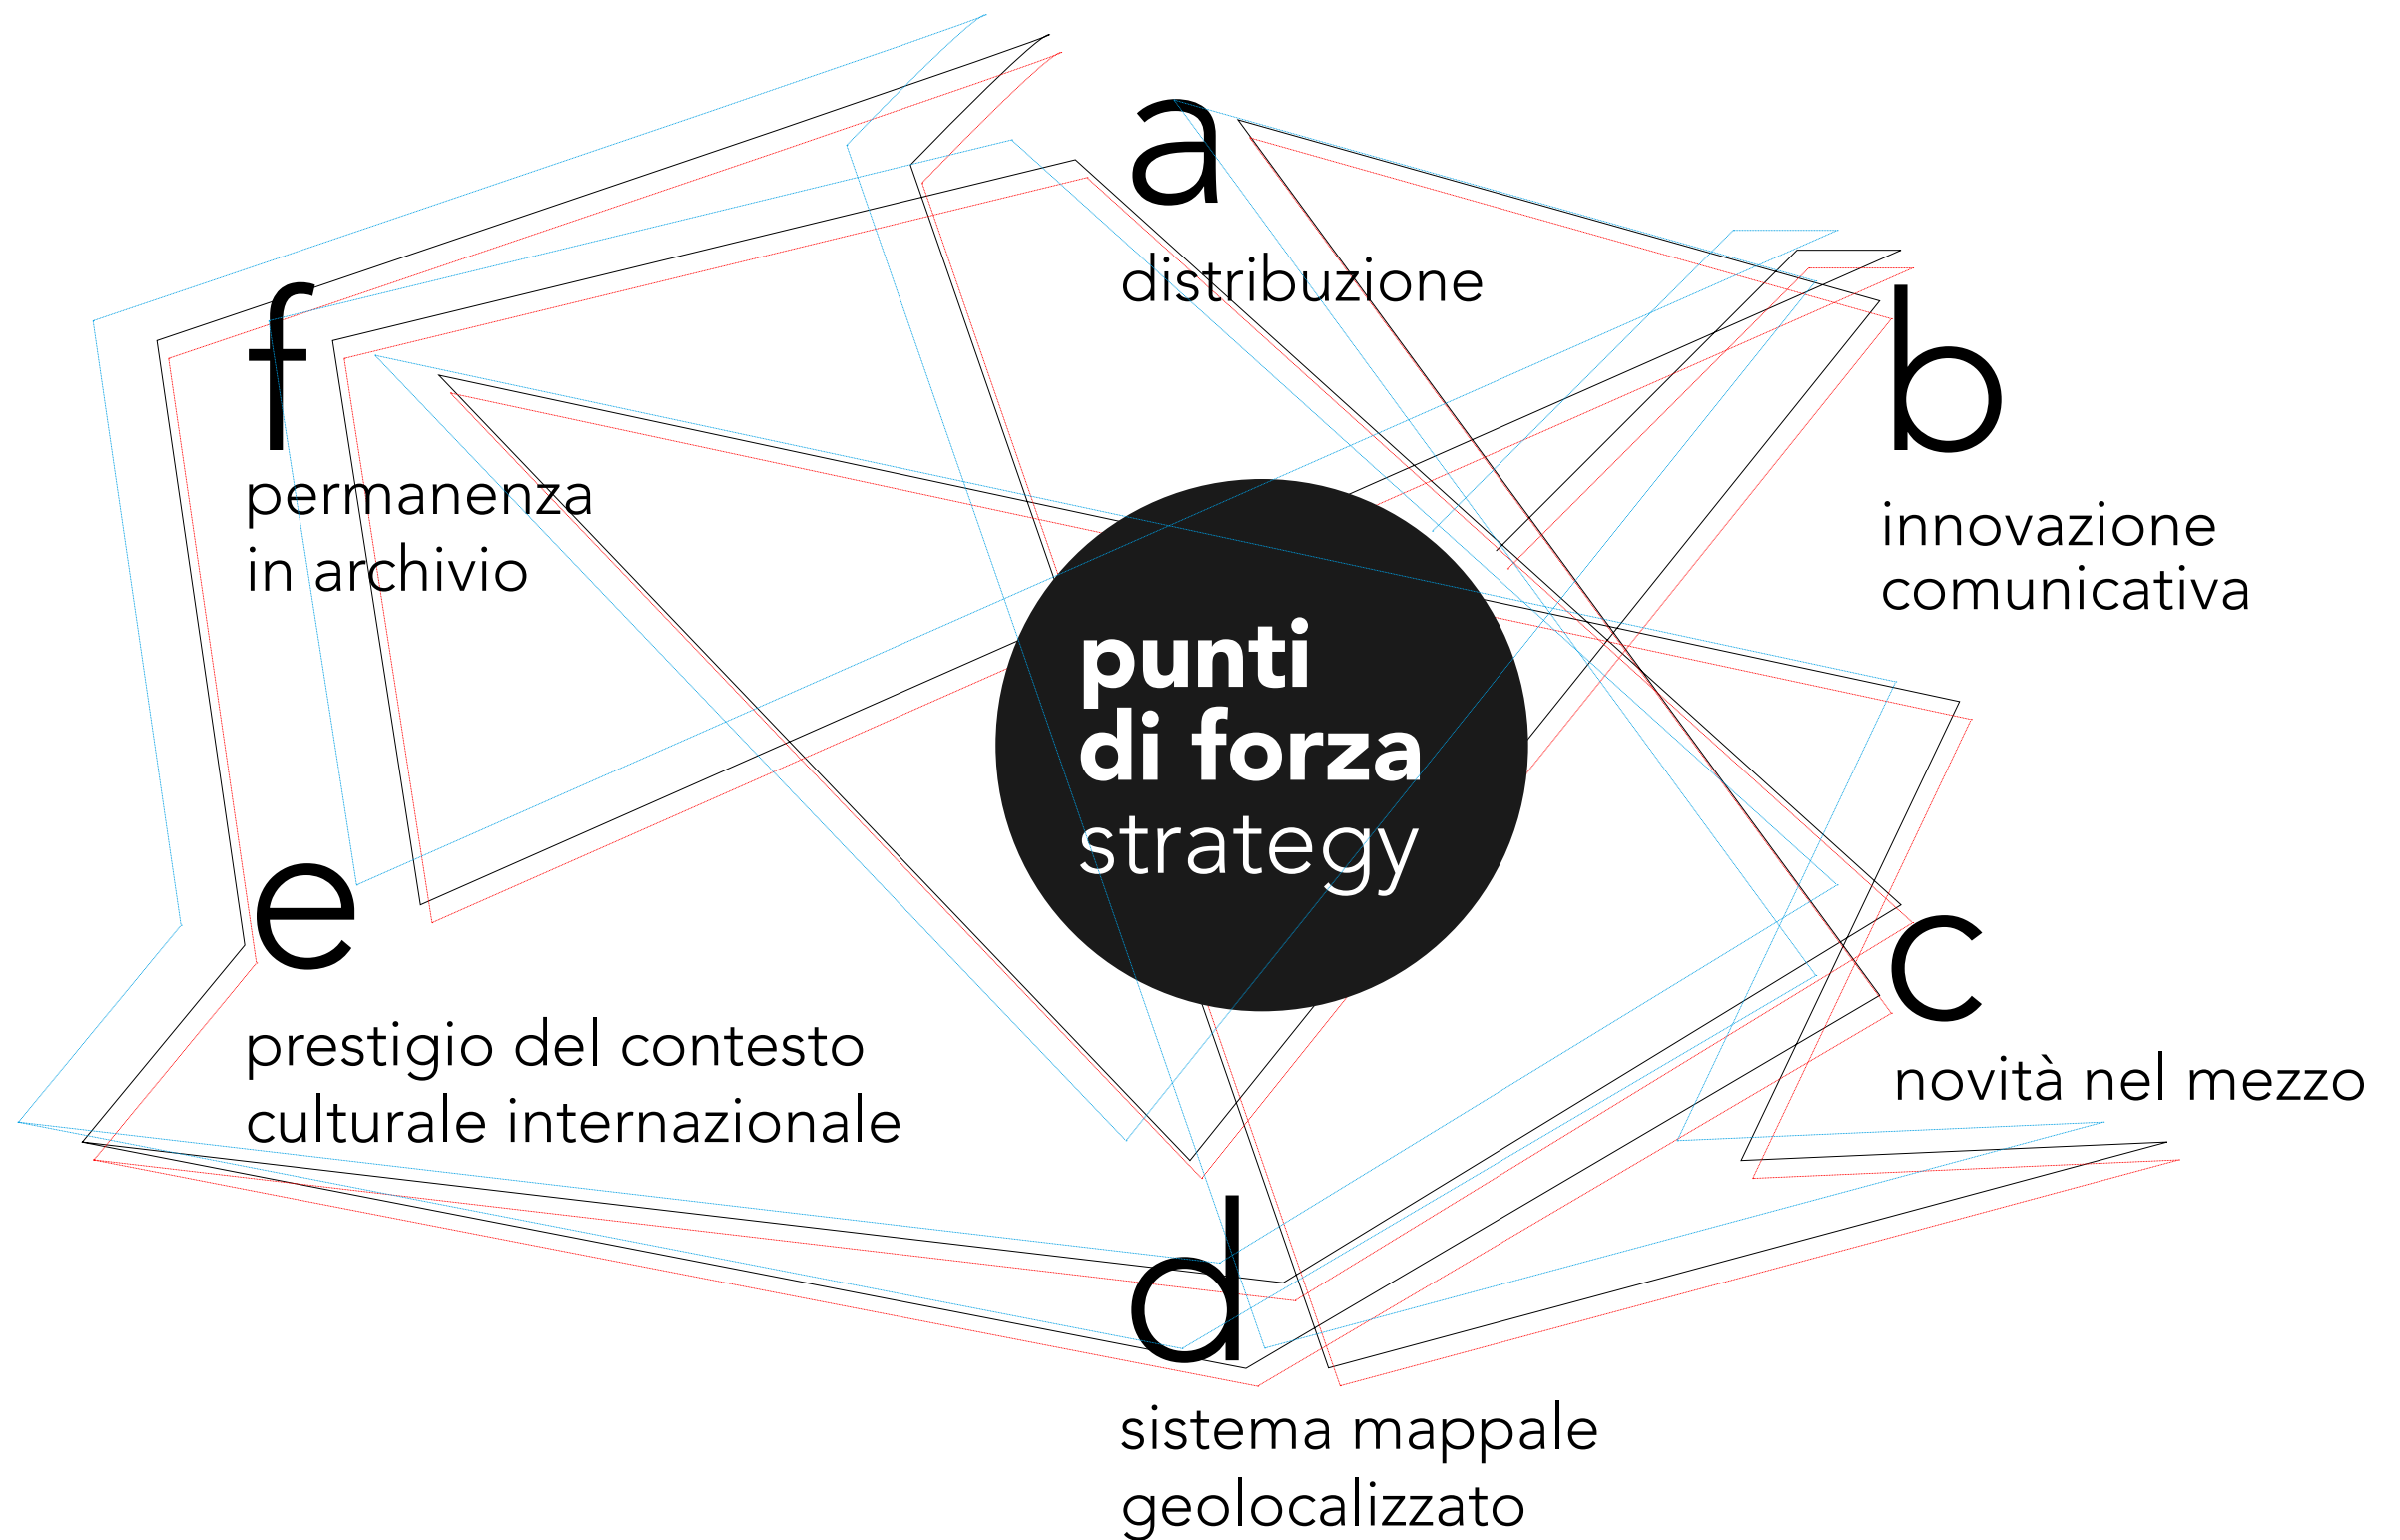 a
distribuzione
b
innovazione
comunicativa
c
novità nel mezzo
d
sistema mappale
geolocalizzato
e
prestigio del contesto
culturale internazionale
f
permanenza
in archivio
punti
di forza
strategy